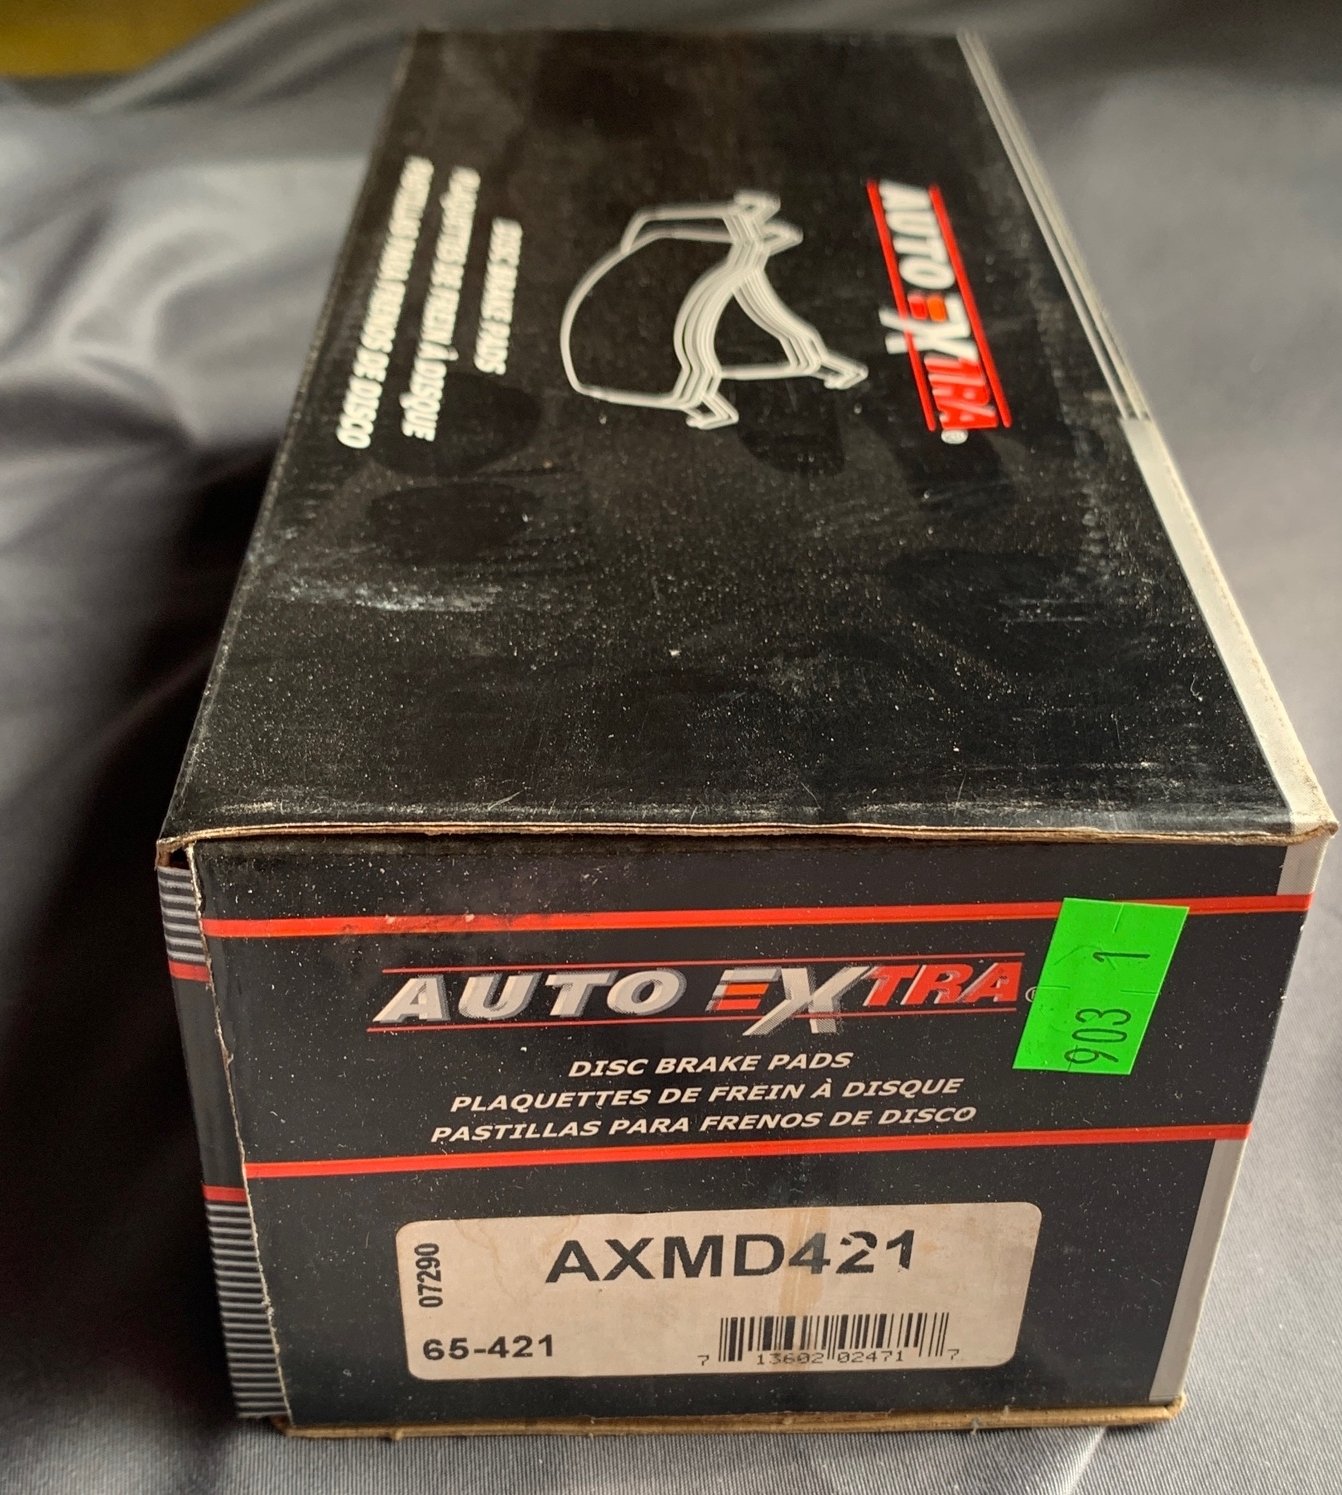 AUTO EXTRA®
DISC BRAKE PADS
PLAQUETTES DE FREIN À DISQUE
PASTILLAS PARA FRENOS DE DISCO
AUTO EXTRA®
DISC BRAKE PADS
PLAQUETTES DE FREIN À DISQUE
PASTILLAS PARA FRENOS DE DISCO
903 1
07290
AXMD421
65-421
7 13602 02471 7